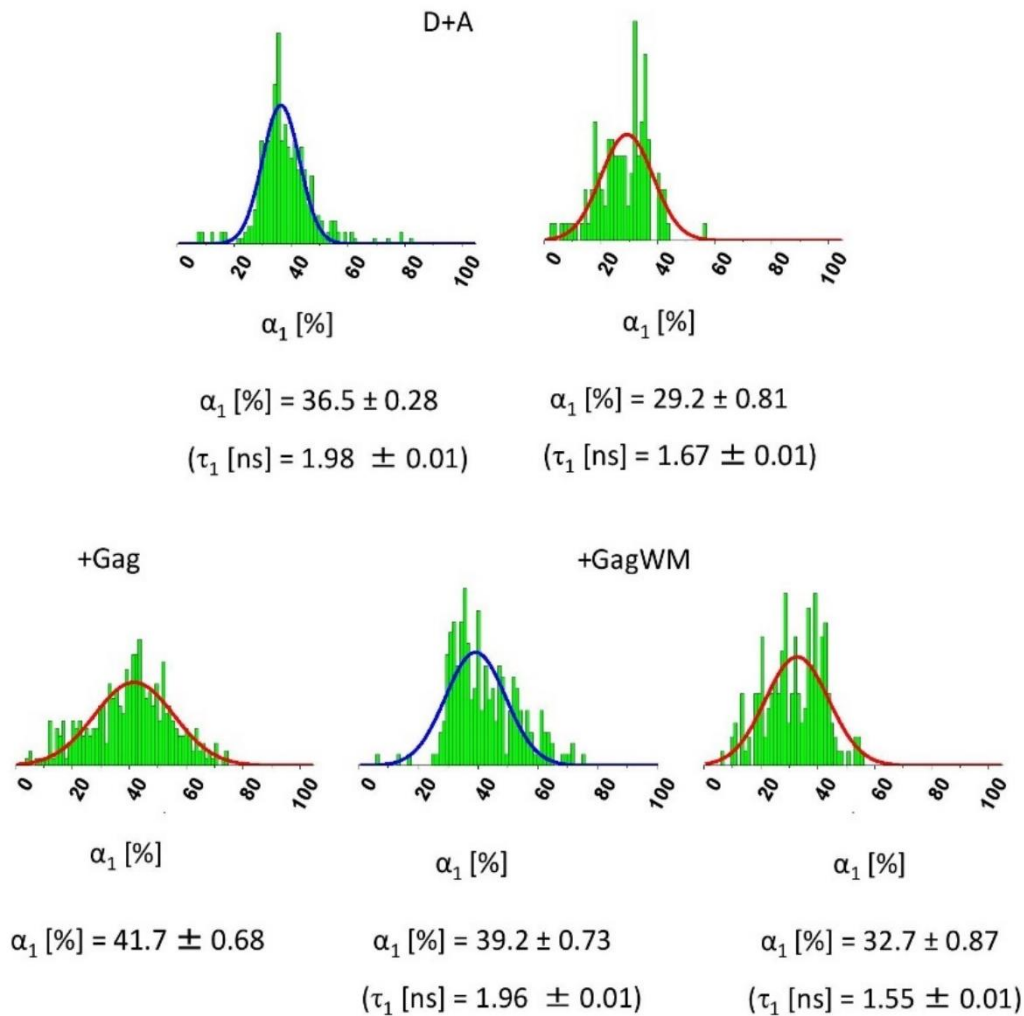 D+A
0 20 40 60 80 100
0 20 40 60 80 100
α₁ [%]
α₁ [%]
α₁ [%] = 36.5 ± 0.28
α₁ [%] = 29.2 ± 0.81
(τ₁ [ns] = 1.98 ± 0.01)
(τ₁ [ns] = 1.67 ± 0.01)
+Gag
+GagWM
0 20 40 60 80 100
0 20 40 60 80 100
0 20 40 60 80 100
α₁ [%]
α₁ [%]
α₁ [%]
α₁ [%] = 41.7 ± 0.68
α₁ [%] = 39.2 ± 0.73
α₁ [%] = 32.7 ± 0.87
(τ₁ [ns] = 1.96 ± 0.01)
(τ₁ [ns] = 1.55 ± 0.01)